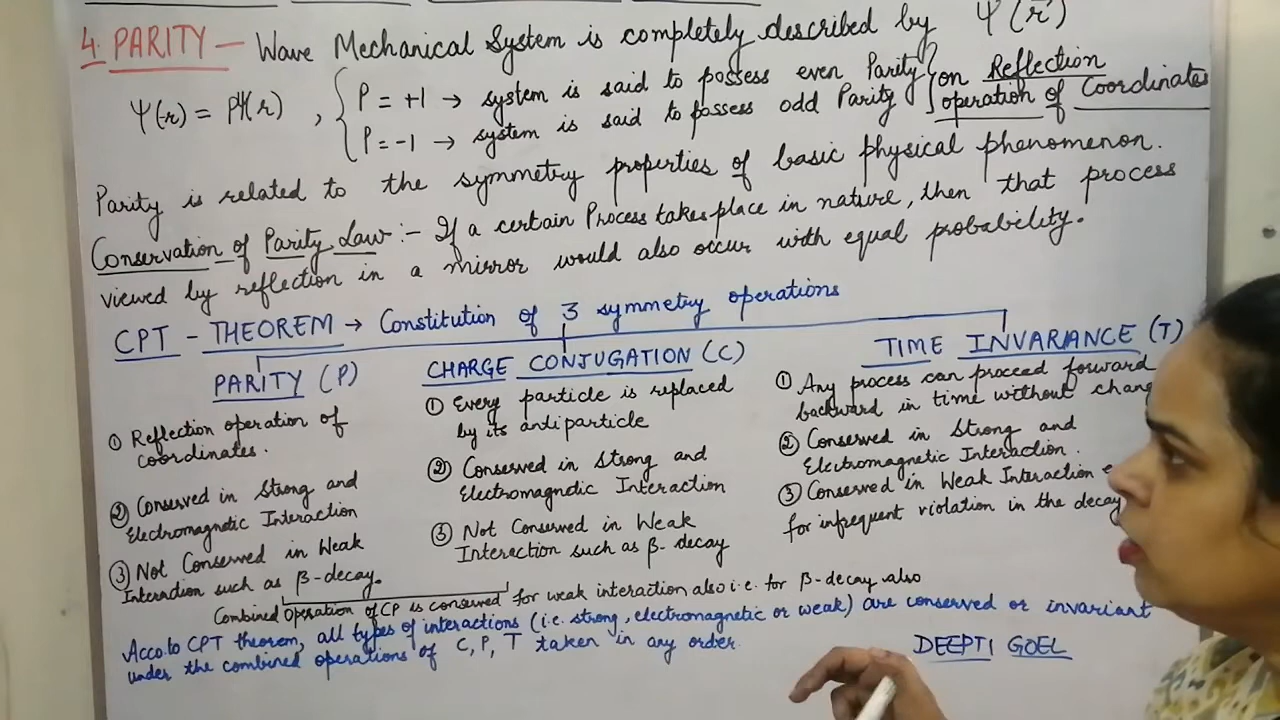 4. PARITY - Wave Mechanical System is completely described by Ψ(r⃗)
Ψ(r) = PΨ(r) , { P = +1 → system is said to possess even Parity } on Reflection
P = -1 → system is said to possess odd Parity operation of Coordinates
Parity is related to the symmetry properties of basic physical phenomenon.
Conservation of Parity Law :- If a certain Process takes place in nature, then that process
viewed by reflection in a mirror would also occur with equal probability.
CPT - THEOREM → Constitution of 3 symmetry operations
PARITY (P)
① Reflection operation of
coordinates.
② Conserved in Strong and
Electromagnetic Interaction
③ Not Conserved in Weak
Interaction such as β-decay.
CHARGE CONJUGATION (C)
① Every particle is replaced
by its antiparticle
② Conserved in Strong and
Electromagnetic Interaction
③ Not Conserved in Weak
Interaction such as β-decay
TIME INVARIANCE (T)
① Any process can proceed forward
backward in time without chang
② Conserved in Strong and
Electromagnetic Interaction.
③ Conserved in Weak Interaction e
for infrequent violation in the decay
Combined operation of CP is conserved for weak interaction also i.e. for β-decay also
Acc. to CPT theorem, all types of interactions (i.e. strong, electromagnetic or weak) are conserved or invariant
under the combined operations of C, P, T taken in any order.
DEEPTI GOEL